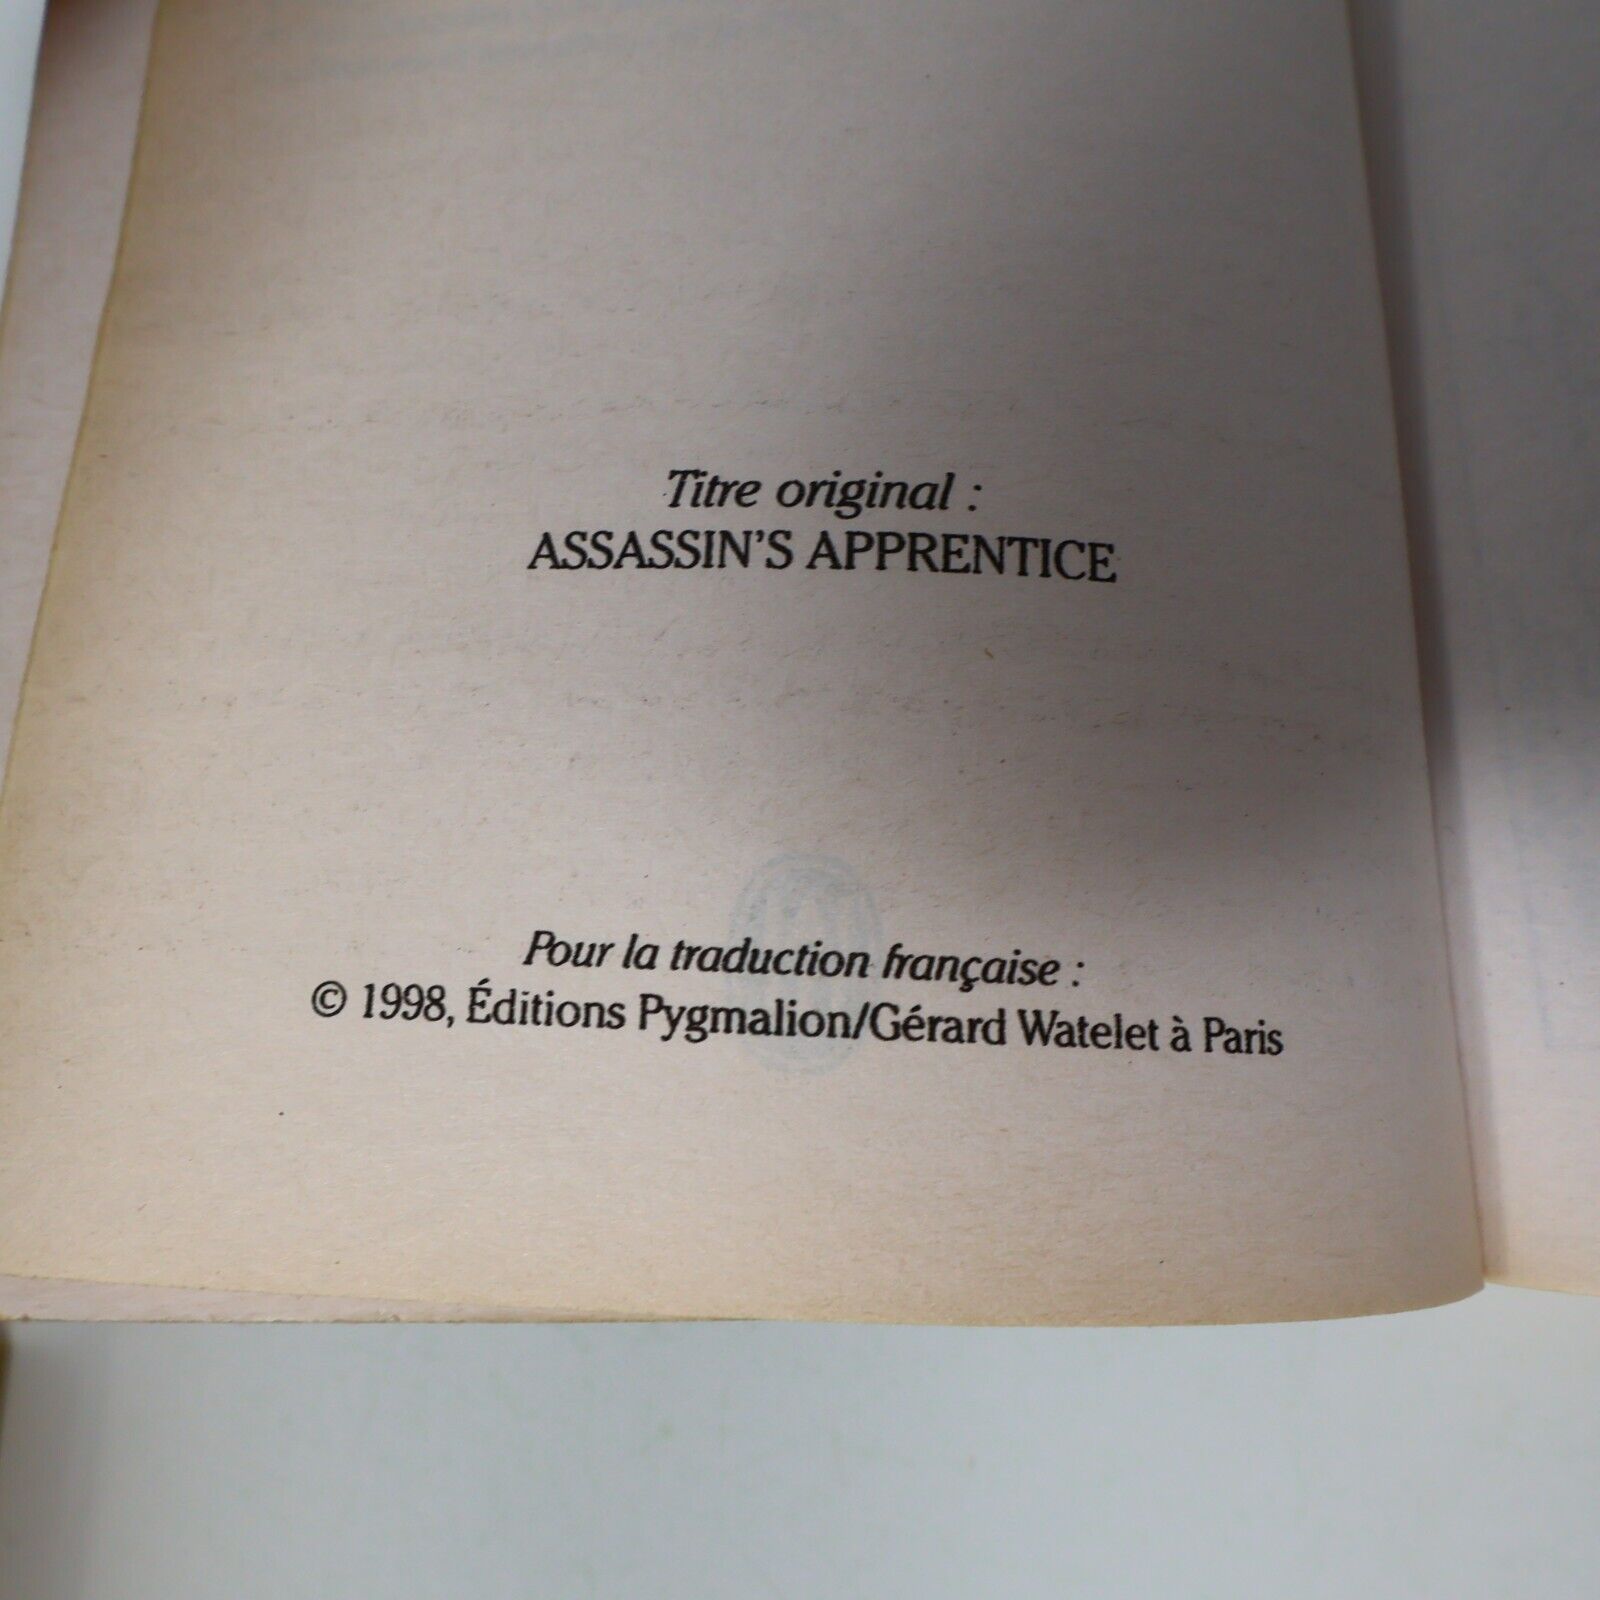 Titre original :
ASSASSIN'S APPRENTICE
Pour la traduction française :
© 1998, Éditions Pygmalion/Gérard Watelet à Paris